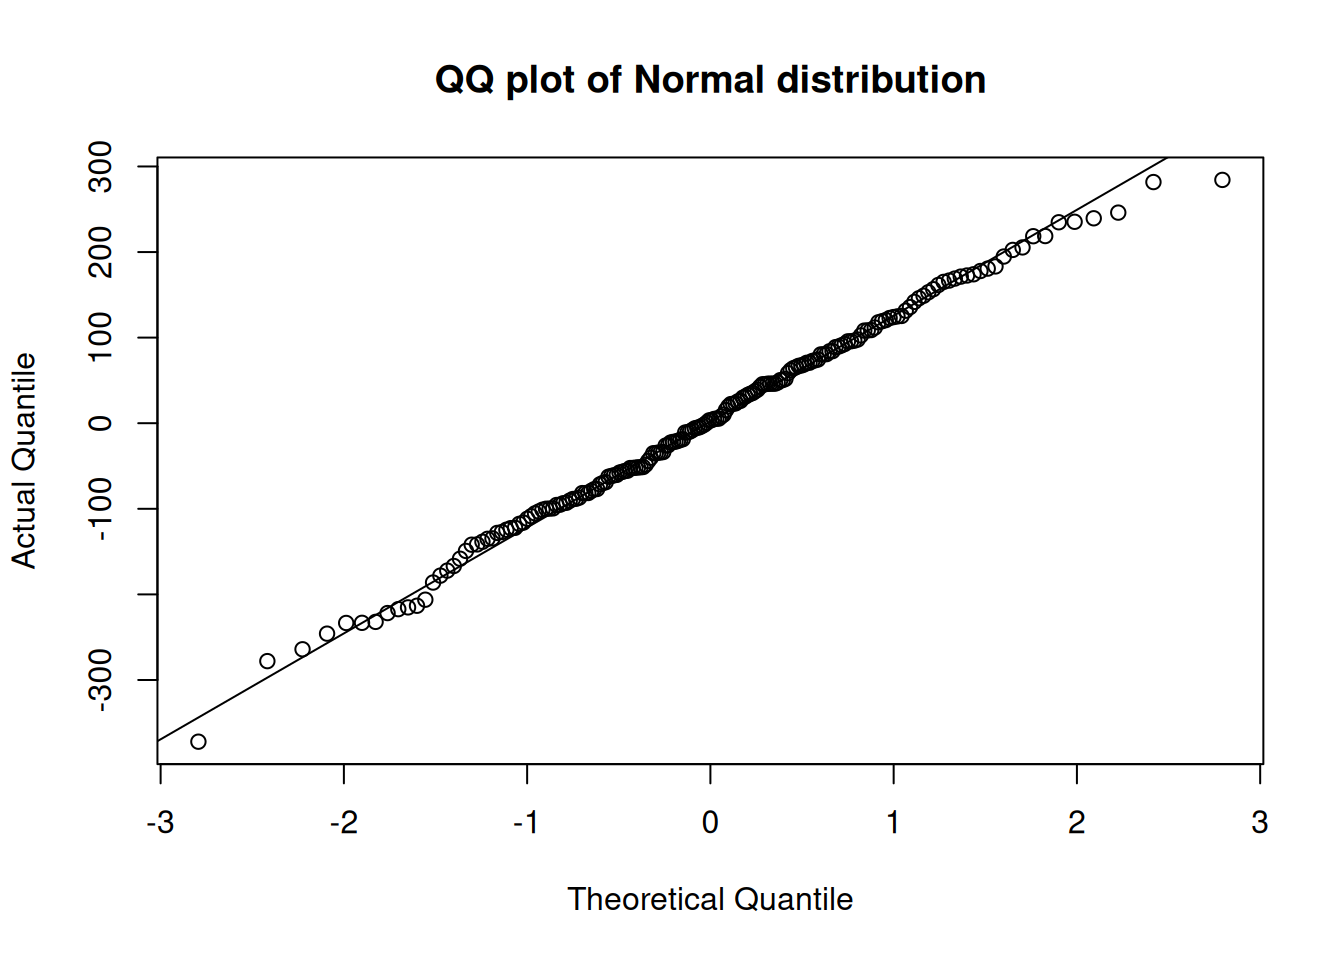 QQ plot of Normal distribution
300
200
100
0
-100
-300
Actual Quantile
-3 -2 -1 0 1 2 3
Theoretical Quantile